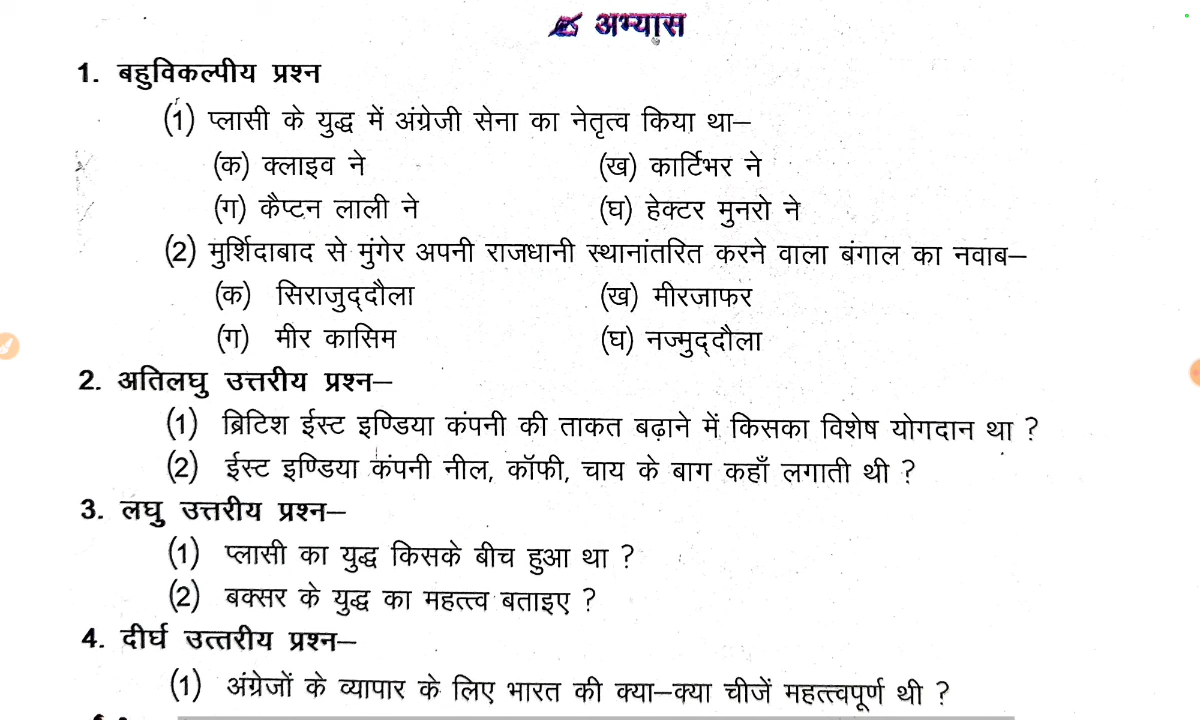 अभ्यास
1. बहुविकल्पीय प्रश्न
(1) प्लासी के युद्ध में अंग्रेजी सेना का नेतृत्व किया था—
(क) क्लाइव ने (ख) कार्टिभर ने
(ग) कैप्टन लाली ने (घ) हेक्टर मुनरो ने
(2) मुर्शिदाबाद से मुंगेर अपनी राजधानी स्थानांतरित करने वाला बंगाल का नवाब—
(क) सिराजुद्दौला (ख) मीरजाफर
(ग) मीर कासिम (घ) नज्मुद्दौला
2. अतिलघु उत्तरीय प्रश्न—
(1) ब्रिटिश ईस्ट इण्डिया कंपनी की ताकत बढ़ाने में किसका विशेष योगदान था ?
(2) ईस्ट इण्डिया कंपनी नील, कॉफी, चाय के बाग कहाँ लगाती थी ?
3. लघु उत्तरीय प्रश्न—
(1) प्लासी का युद्ध किसके बीच हुआ था ?
(2) बक्सर के युद्ध का महत्त्व बताइए ?
4. दीर्घ उत्तरीय प्रश्न—
(1) अंग्रेजों के व्यापार के लिए भारत की क्या—क्या चीजें महत्त्वपूर्ण थी ?